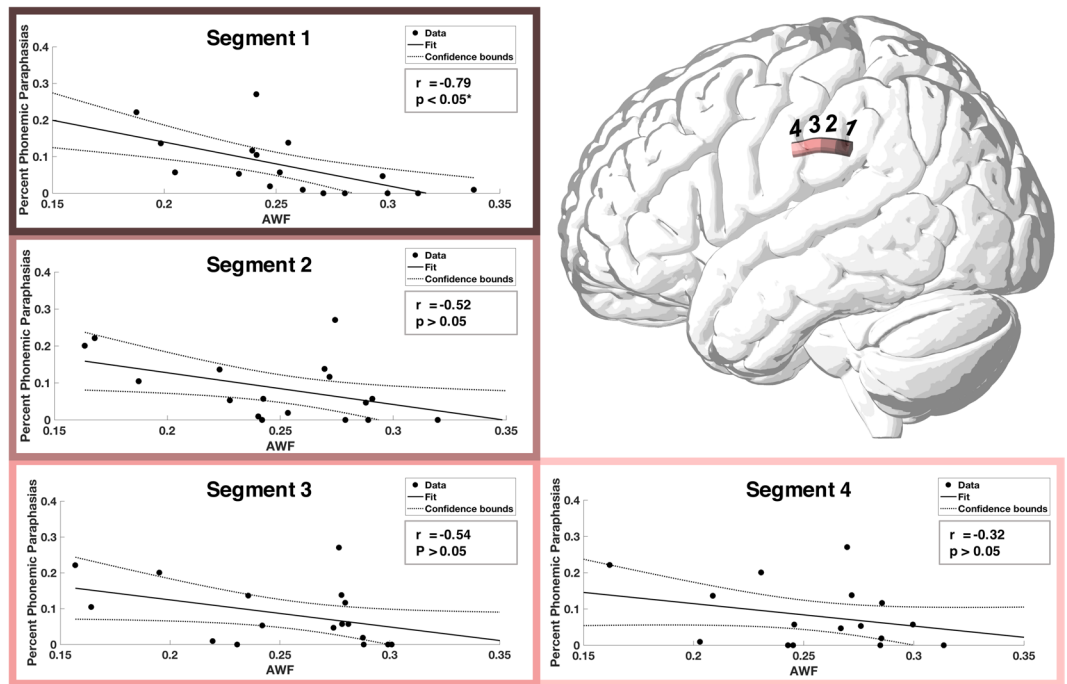 Segment 1
Data
Fit
Confidence bounds
r =-0.79
p < 0.05*
Percent Phonemic Paraphasias
0.4
0.3
0.2
0.1
0
0.15
0.2
0.25
0.3
0.35
AWF
4 3 2 1
Segment 2
Data
Fit
Confidence bounds
r =-0.52
p > 0.05
Percent Phonemic Paraphasias
0.4
0.3
0.2
0.1
0
0.15
0.2
0.25
0.3
0.35
AWF
Segment 3
Data
Fit
Confidence bounds
r =-0.54
P > 0.05
Percent Phonemic Paraphasias
0.4
0.3
0.2
0.1
0
0.15
0.2
0.25
0.3
0.35
AWF
Segment 4
Data
Fit
Confidence bounds
r =-0.32
p > 0.05
Percent Phonemic Paraphasias
0.4
0.3
0.2
0.1
0
0.15
0.2
0.25
0.3
0.35
AWF